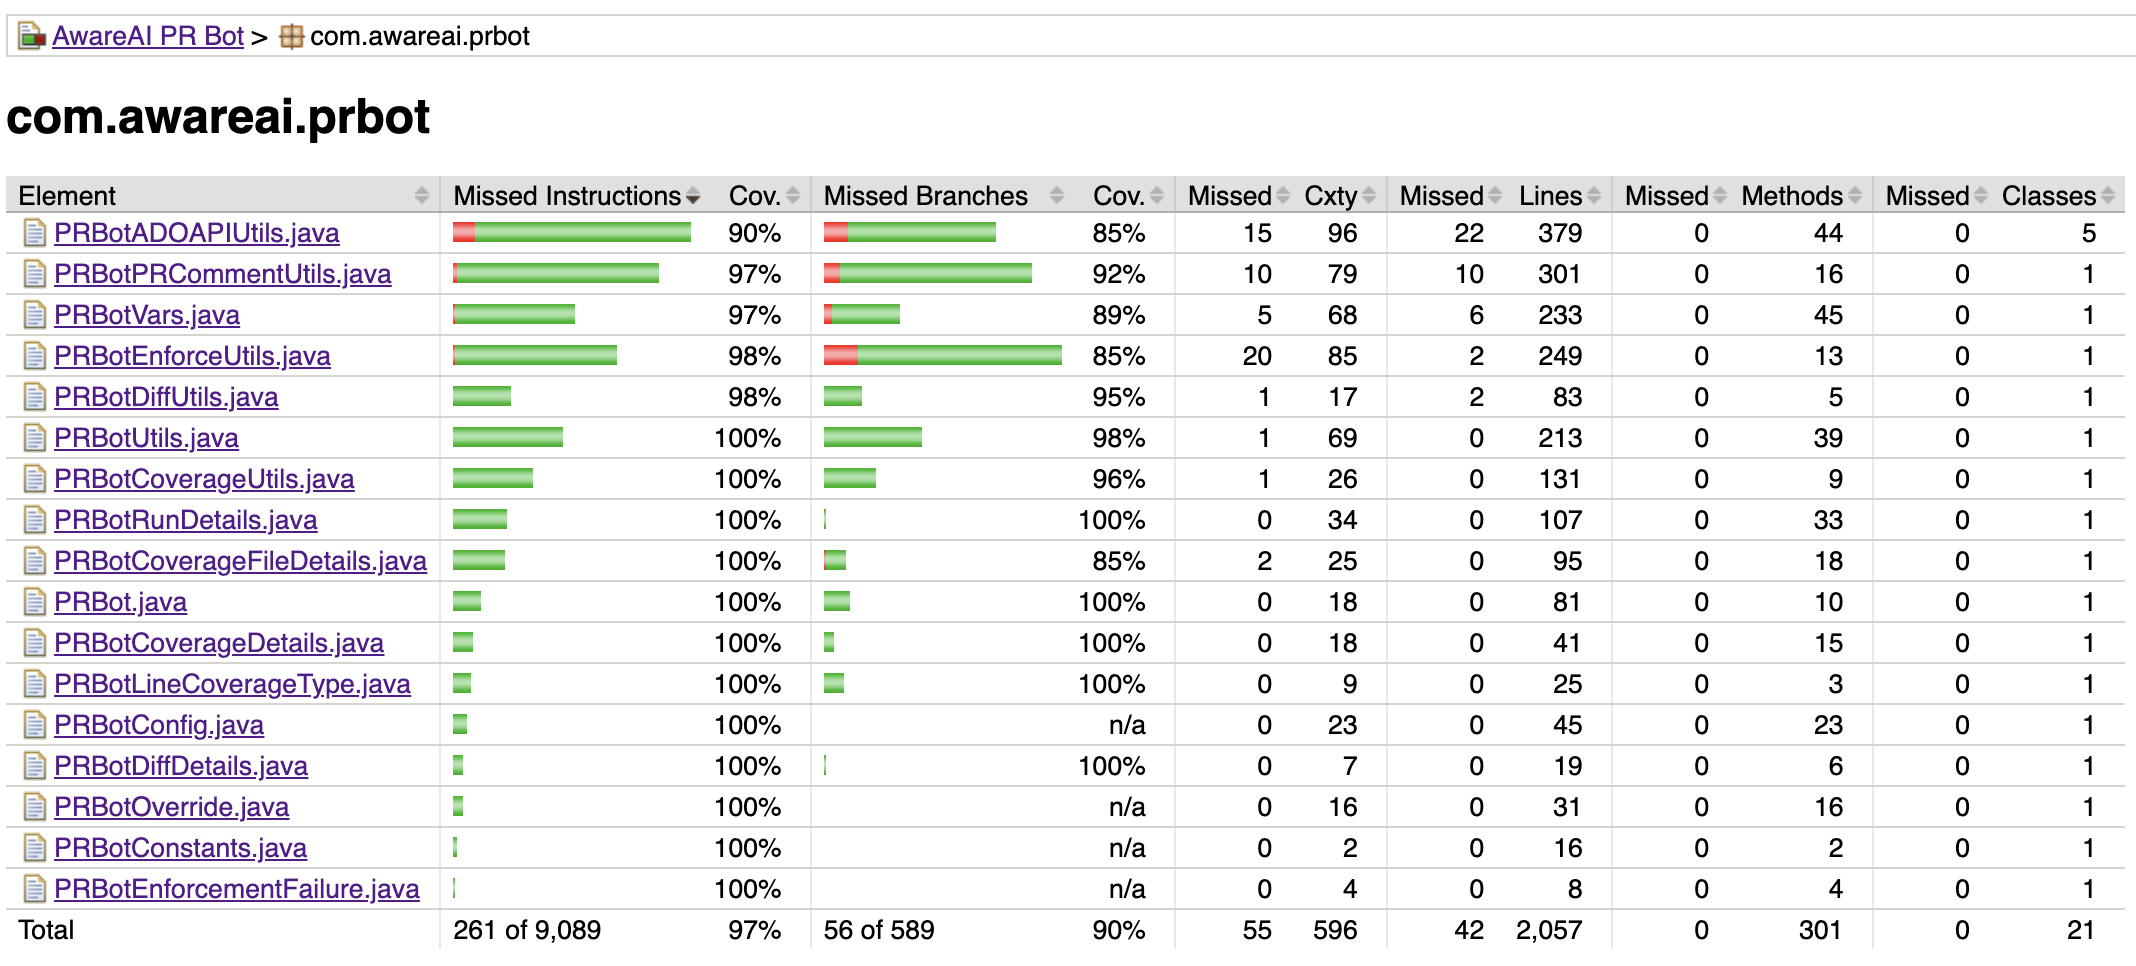 AwareAI PR Bot > com.awareai.prbot
com.awareai.prbot
Element Missed Instructions Cov. Missed Branches Cov. Missed Cxty Missed Lines Missed Methods Missed Classes
PRBotADOAPIUtils.java 90% 85% 15 96 22 379 0 44 0 5
PRBotPRCommentUtils.java 97% 92% 10 79 10 301 0 16 0 1
PRBotVars.java 97% 89% 5 68 6 233 0 45 0 1
PRBotEnforceUtils.java 98% 85% 20 85 2 249 0 13 0 1
PRBotDiffUtils.java 98% 95% 1 17 2 83 0 5 0 1
PRBotUtils.java 100% 98% 1 69 0 213 0 39 0 1
PRBotCoverageUtils.java 100% 96% 1 26 0 131 0 9 0 1
PRBotRunDetails.java 100% 100% 0 34 0 107 0 33 0 1
PRBotCoverageFileDetails.java 100% 85% 2 25 0 95 0 18 0 1
PRBot.java 100% 100% 0 18 0 81 0 10 0 1
PRBotCoverageDetails.java 100% 100% 0 18 0 41 0 15 0 1
PRBotLineCoverageType.java 100% 100% 0 9 0 25 0 3 0 1
PRBotConfig.java 100% n/a 0 23 0 45 0 23 0 1
PRBotDiffDetails.java 100% 100% 0 7 0 19 0 6 0 1
PRBotOverride.java 100% n/a 0 16 0 31 0 16 0 1
PRBotConstants.java 100% n/a 0 2 0 16 0 2 0 1
PRBotEnforcementFailure.java 100% n/a 0 4 0 8 0 4 0 1
Total 261 of 9,089 97% 56 of 589 90% 55 596 42 2,057 0 301 0 21